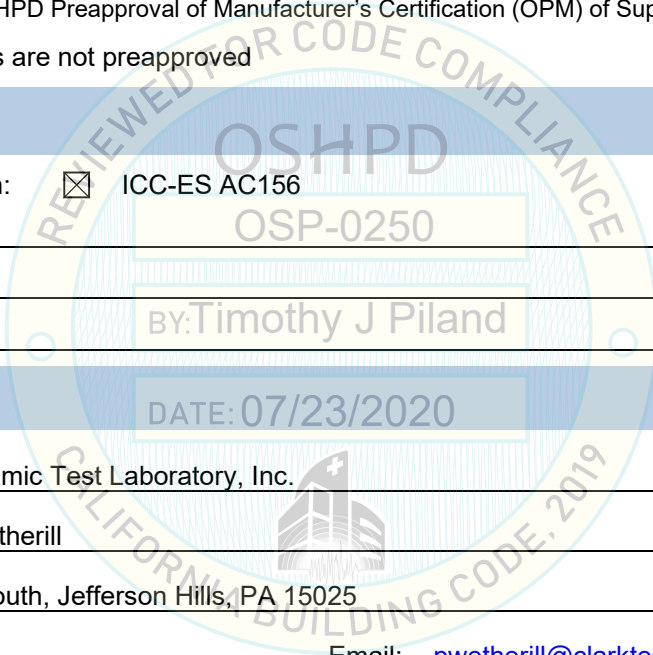 HPD Preapproval of Manufacturer's Certification (OPM) of Sup
s are not preapproved
REVIEWED FOR CODE COMPLIANCE
OSHPD
ICC-ES AC156
OSP-0250
BY: Timothy J Piland
DATE: 07/23/2020
mic Test Laboratory, Inc.
therill
outh, Jefferson Hills, PA 15025
CALIFORNIA BUILDING CODE, 2019
Email: pwetherill@clarkte